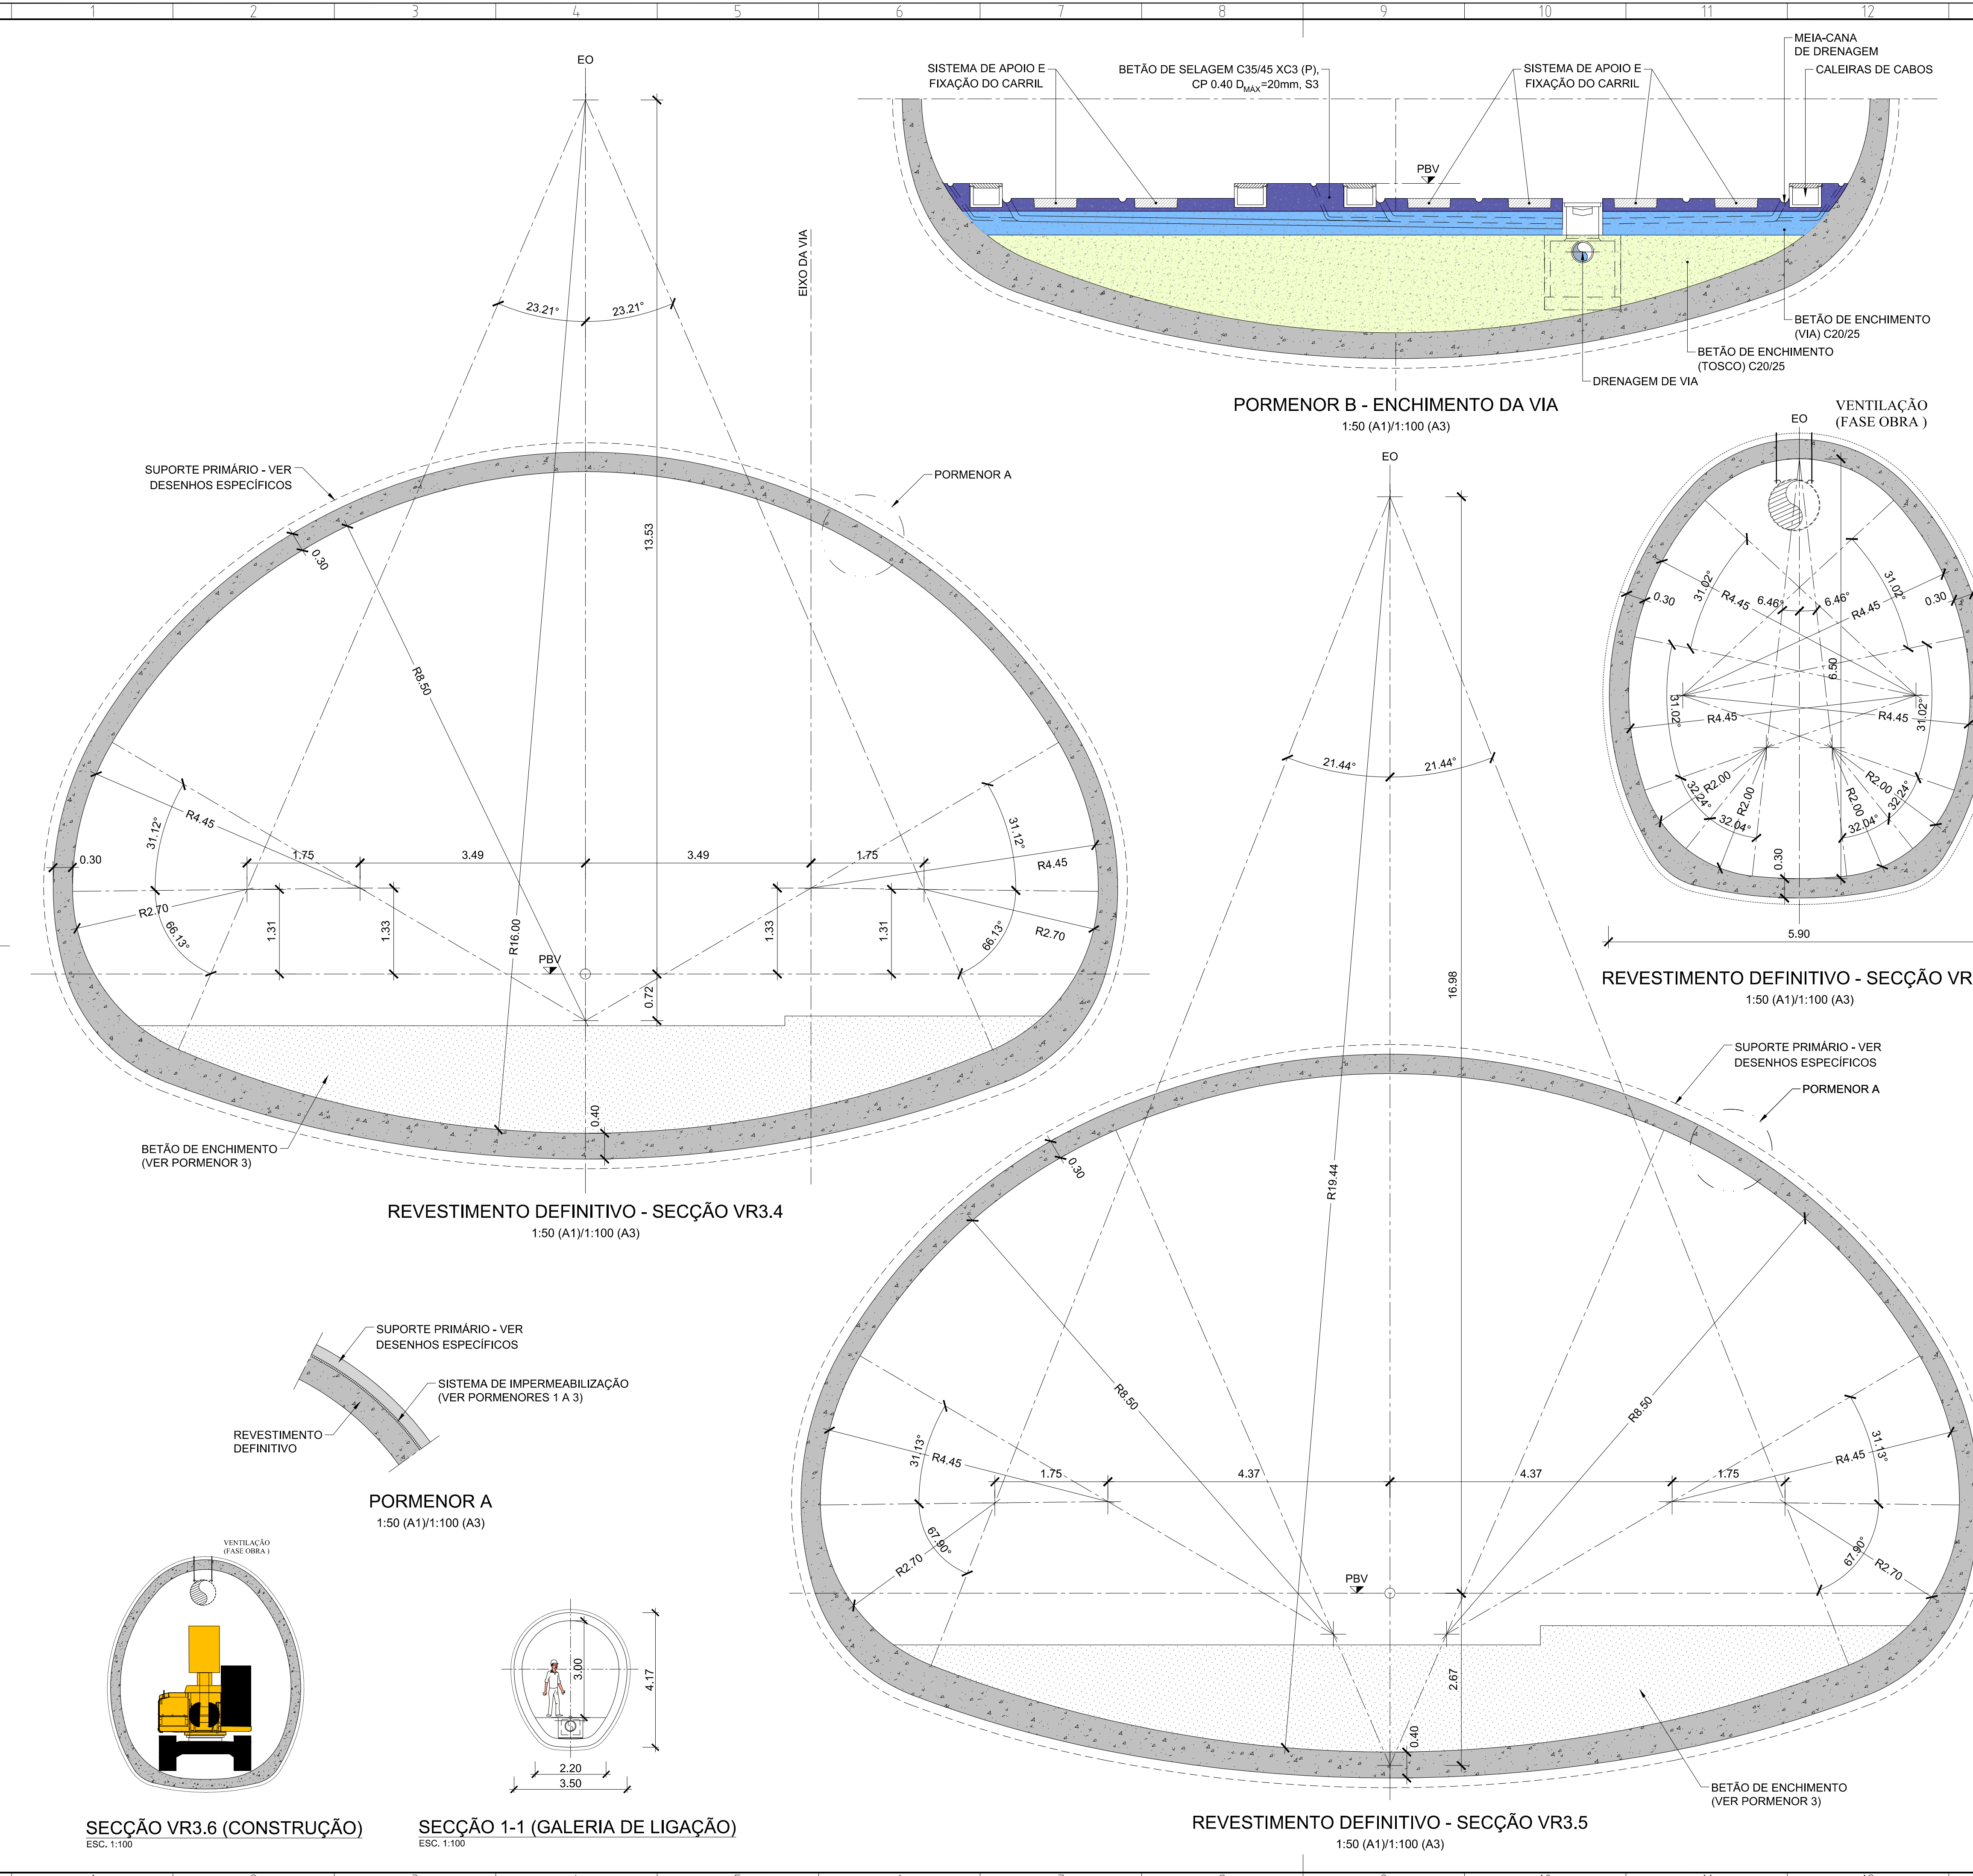 1 2 3 4 5 6 7 8 9 10 11 12
EO
13.53
23.21°
23.21°
EIXO DA VIA
SUPORTE PRIMÁRIO - VER
DESENHOS ESPECÍFICOS
PORMENOR A
0.30
R8.50
R4.45
31.12°
31.12°
0.30
1.75
3.49
3.49
1.75
R4.45
R2.70
66.13°
1.31
1.33
R16.00
1.33
1.31
66.13°
R2.70
PBV
0.72
0.40
BETÃO DE ENCHIMENTO
(VER PORMENOR 3)
REVESTIMENTO DEFINITIVO - SECÇÃO VR3.4
1:50 (A1)/1:100 (A3)
SISTEMA DE APOIO E
FIXAÇÃO DO CARRIL
BETÃO DE SELAGEM C35/45 XC3 (P),
CP 0.40 DMÁX=20mm, S3
SISTEMA DE APOIO E
FIXAÇÃO DO CARRIL
MEIA-CANA
DE DRENAGEM
CALEIRAS DE CABOS
PBV
BETÃO DE ENCHIMENTO
(VIA) C20/25
BETÃO DE ENCHIMENTO
(TOSCO) C20/25
DRENAGEM DE VIA
PORMENOR B - ENCHIMENTO DA VIA
1:50 (A1)/1:100 (A3)
EO
VENTILAÇÃO
(FASE OBRA )
31.02°
31.02°
0.30
R4.45
6.46°
6.46°
R4.45
0.30
6.50
31.02°
R4.45
R4.45
31.02°
R2.00
32.24°
R2.00
32.04°
R2.00
32.24°
R2.00
32.04°
0.30
5.90
REVESTIMENTO DEFINITIVO - SECÇÃO VR
1:50 (A1)/1:100 (A3)
EO
21.44°
21.44°
16.98
SUPORTE PRIMÁRIO - VER
DESENHOS ESPECÍFICOS
PORMENOR A
0.30
R19.44
R8.50
R8.50
31.13°
R4.45
1.75
4.37
4.37
1.75
R4.45
31.13°
67.90°
R2.70
PBV
67.90°
R2.70
2.67
0.40
BETÃO DE ENCHIMENTO
(VER PORMENOR 3)
REVESTIMENTO DEFINITIVO - SECÇÃO VR3.5
1:50 (A1)/1:100 (A3)
SUPORTE PRIMÁRIO - VER
DESENHOS ESPECÍFICOS
SISTEMA DE IMPERMEABILIZAÇÃO
(VER PORMENORES 1 A 3)
REVESTIMENTO
DEFINITIVO
PORMENOR A
1:50 (A1)/1:100 (A3)
VENTILAÇÃO
(FASE OBRA )
SECÇÃO VR3.6 (CONSTRUÇÃO)
ESC. 1:100
3.00
4.17
2.20
3.50
SECÇÃO 1-1 (GALERIA DE LIGAÇÃO)
ESC. 1:100